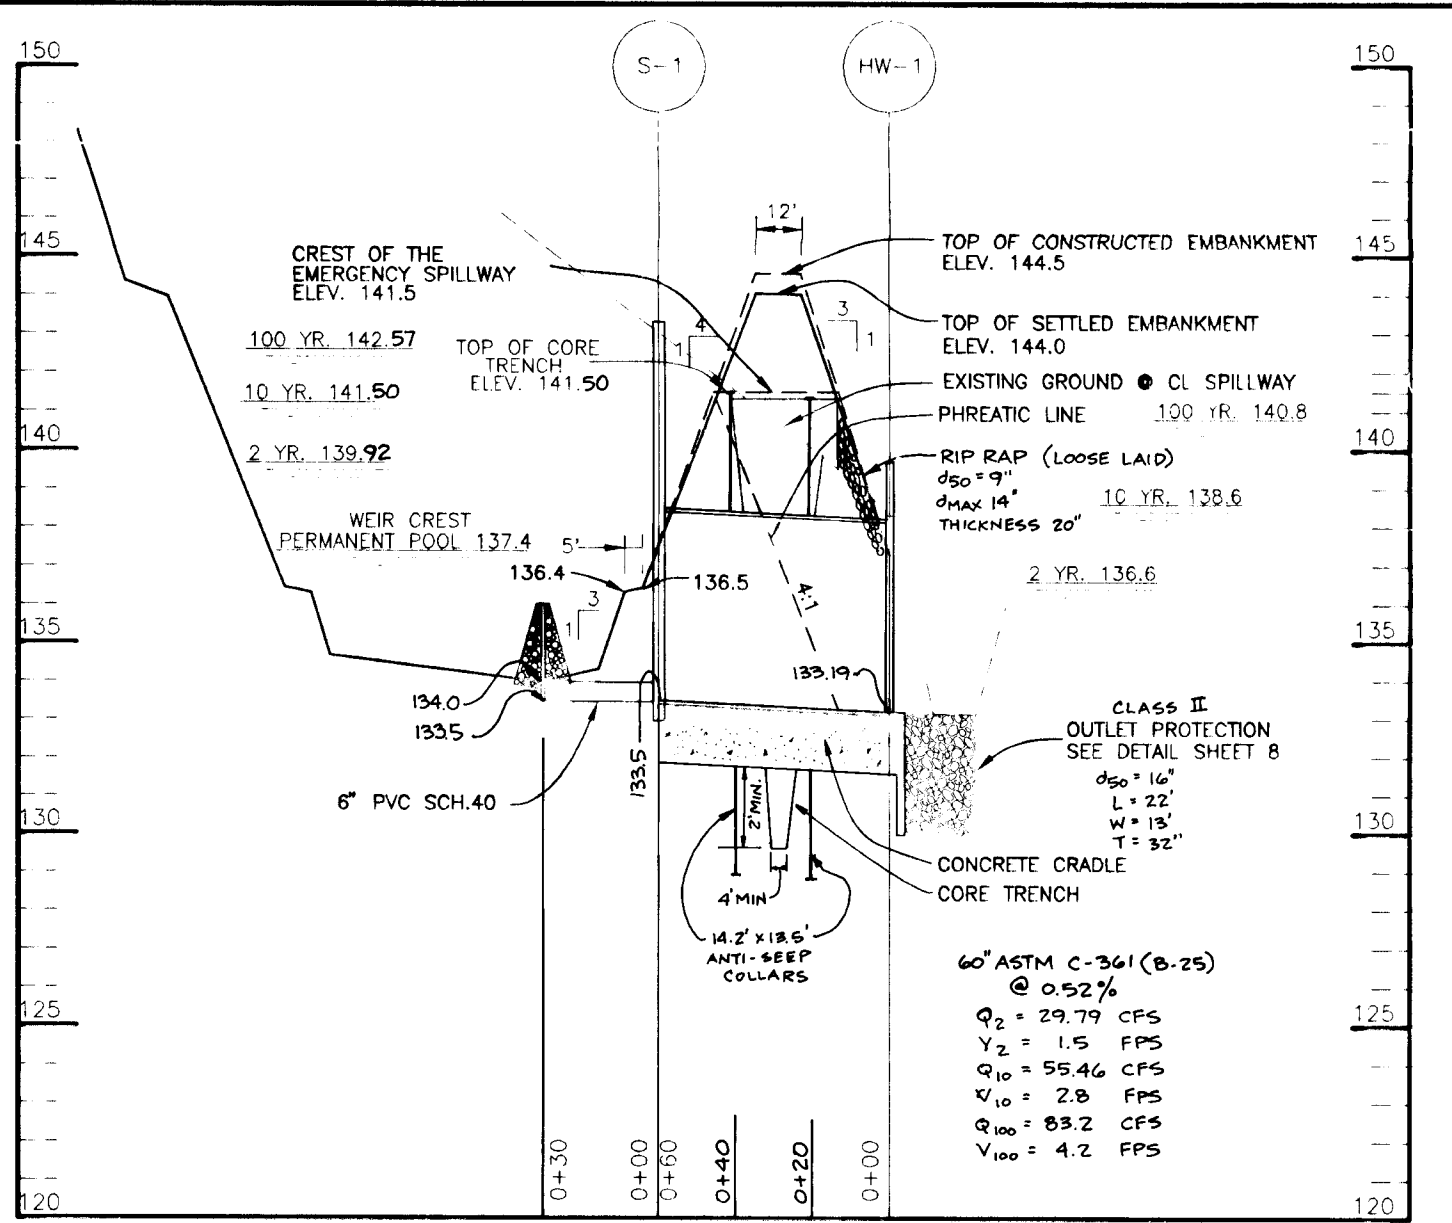 S-1
HW-1
150
150
145
145
140
140
135
135
130
130
125
125
120
120
12'
CREST OF THE
EMERGENCY SPILLWAY
ELEV. 141.5
TOP OF CONSTRUCTED EMBANKMENT
ELEV. 144.5
100 YR. 142.57
TOP OF CORE
TRENCH
ELEV. 141.50
4
1
3
1
TOP OF SETTLED EMBANKMENT
ELEV. 144.0
10 YR. 141.50
EXISTING GROUND @ CL SPILLWAY
PHREATIC LINE
100 YR. 140.8
2 YR. 139.92
RIP RAP (LOOSE LAID)
d50 = 9"
dMAX 14"
THICKNESS 20"
10 YR. 138.6
WEIR CREST
PERMANENT POOL 137.4
5'
136.4
136.5
2 YR. 136.6
3
1
4:1
133.19
134.0
133.5
133.5
CLASS II
OUTLET PROTECTION
SEE DETAIL SHEET 8
d50 = 16"
L = 22'
W = 13'
T = 32"
6" PVC SCH.40
2' MIN.
4' MIN
CONCRETE CRADLE
CORE TRENCH
14.2' X 13.5'
ANTI-SEEP
COLLARS
60" ASTM C-361 (B-25)
@ 0.52%
Q2 = 29.79 CFS
V2 = 1.5 FPS
Q10 = 55.46 CFS
V10 = 2.8 FPS
Q100 = 83.2 CFS
V100 = 4.2 FPS
0+30
0+00
0+60
0+40
0+20
0+00